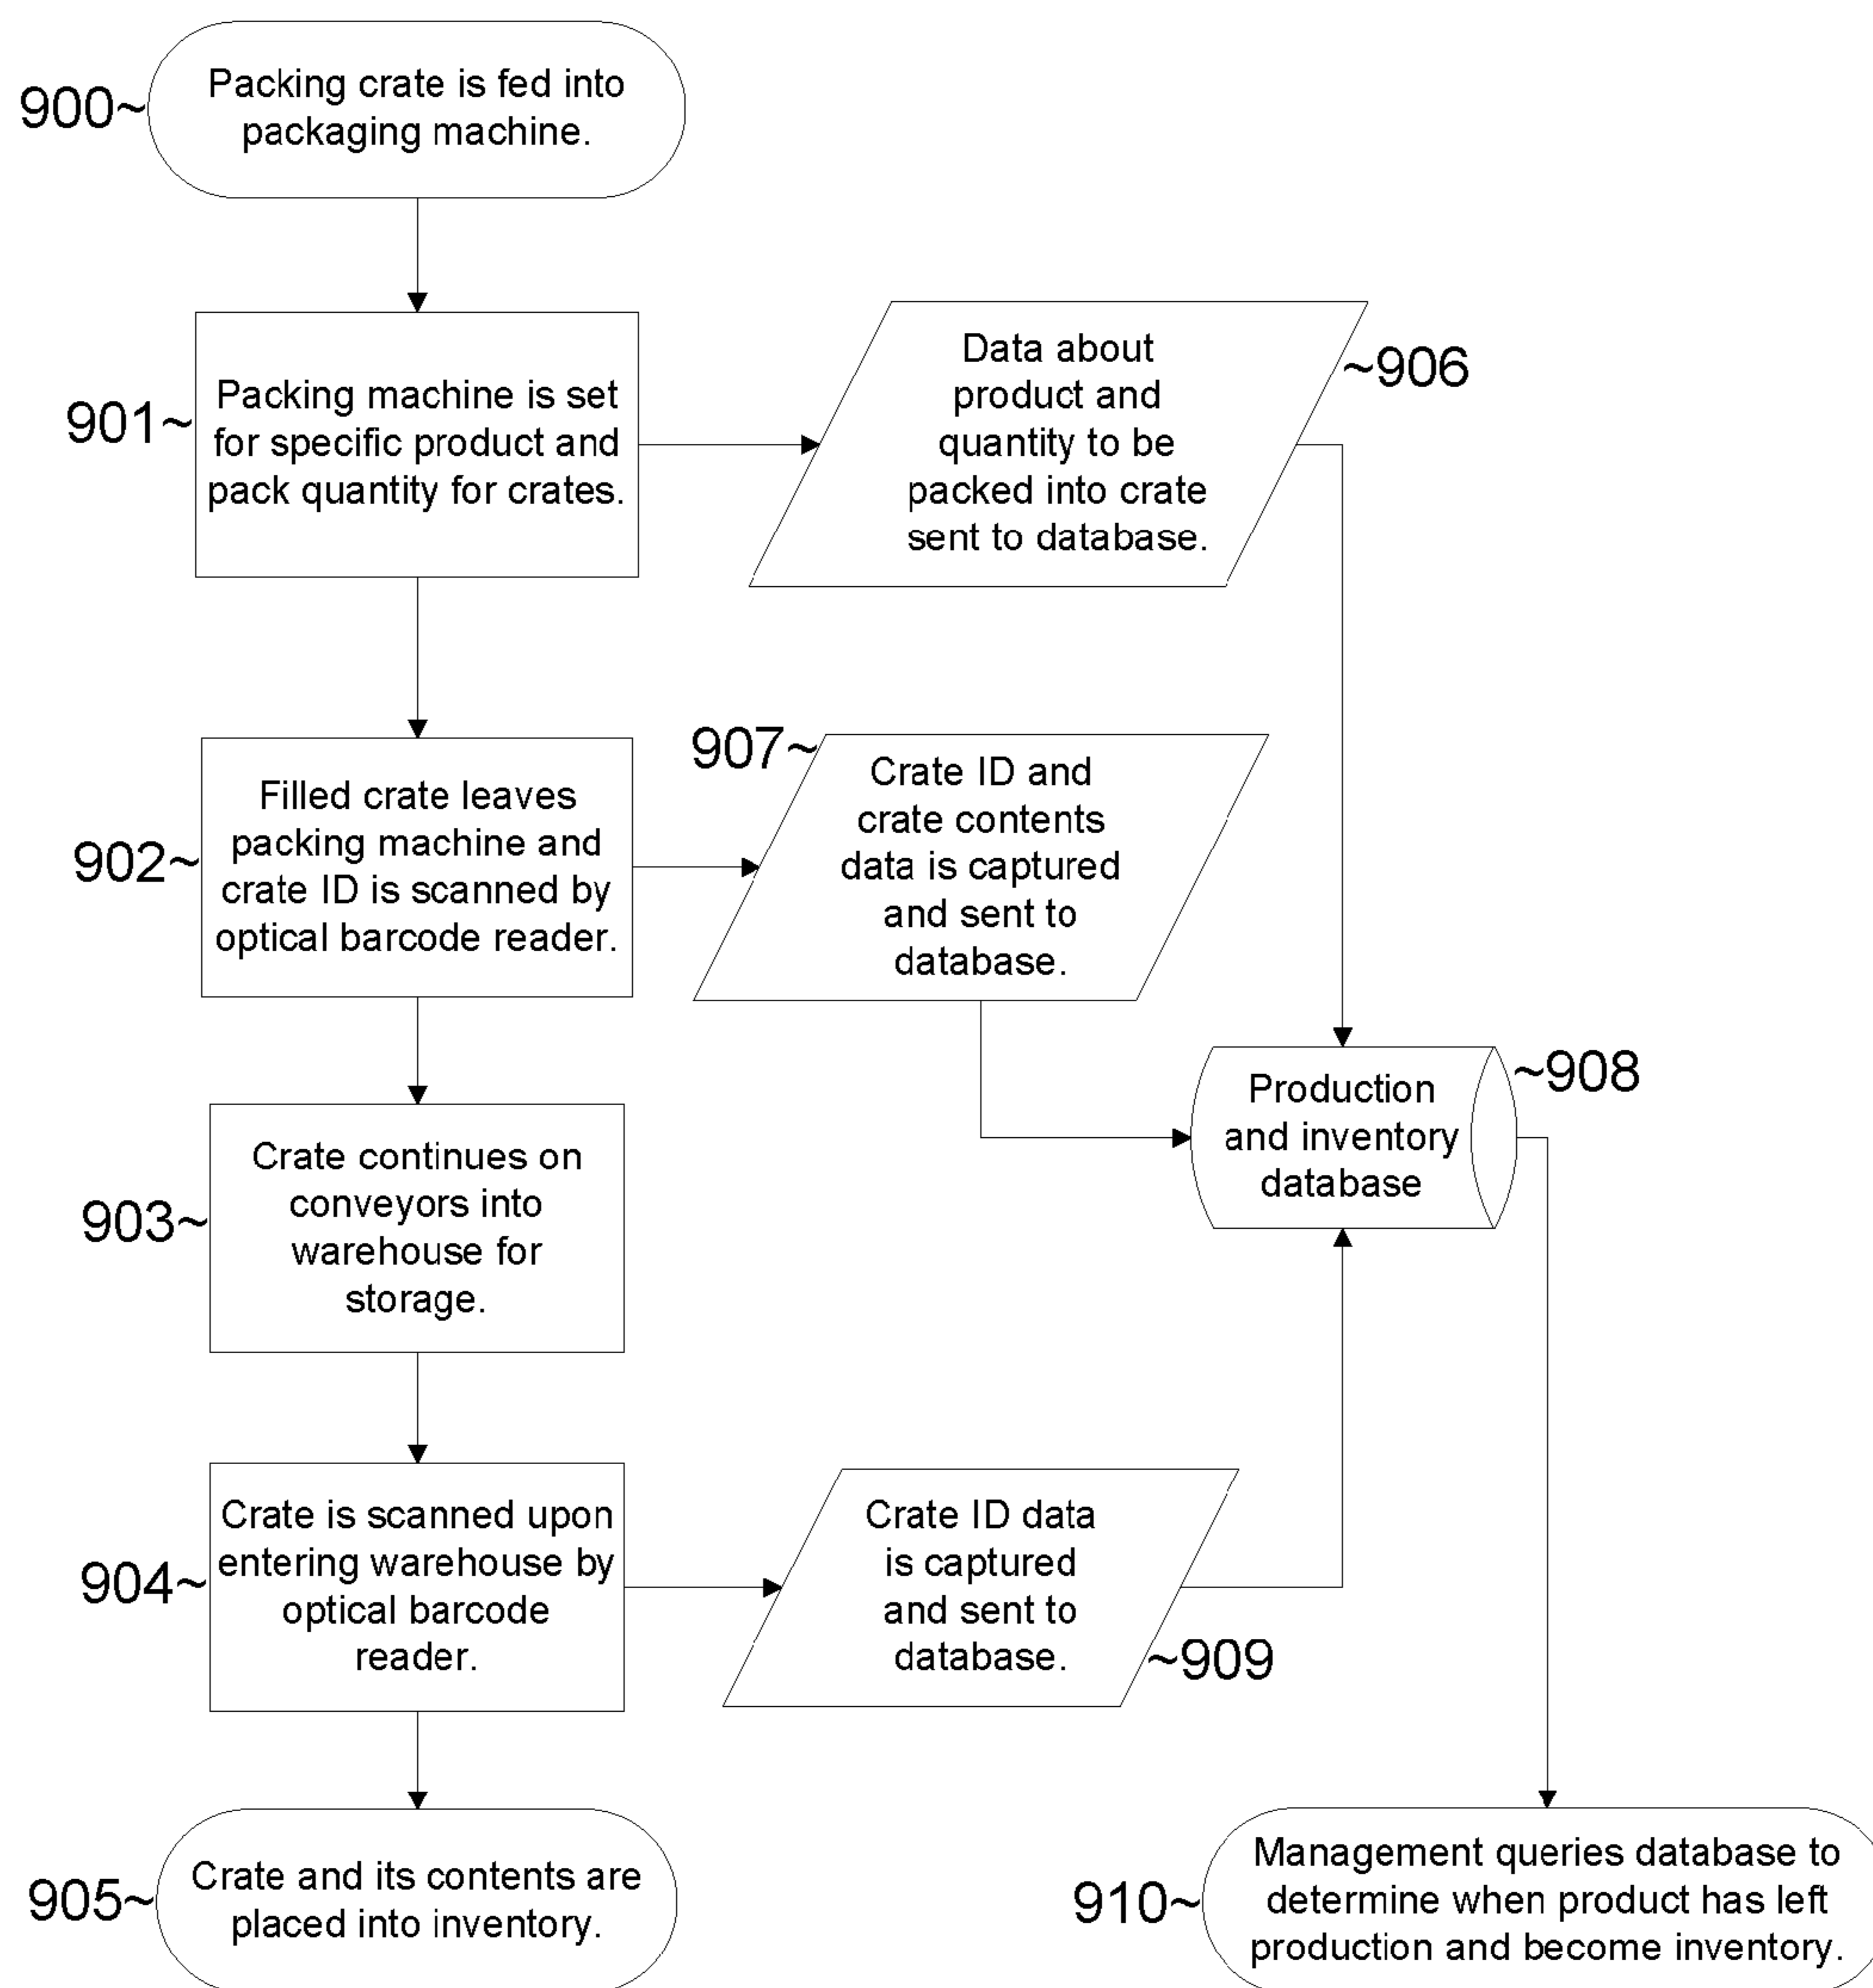 900~
Packing crate is fed into
packaging machine.
901~
Packing machine is set
for specific product and
pack quantity for crates.
Data about
product and
quantity to be
packed into crate
sent to database.
~906
902~
Filled crate leaves
packing machine and
crate ID is scanned by
optical barcode reader.
907~
Crate ID and
crate contents
data is captured
and sent to
database.
903~
Crate continues on
conveyors into
warehouse for
storage.
Production
and inventory
database
~908
904~
Crate is scanned upon
entering warehouse by
optical barcode
reader.
Crate ID data
is captured
and sent to
database.
~909
905~
Crate and its contents are
placed into inventory.
910~
Management queries database to
determine when product has left
production and become inventory.